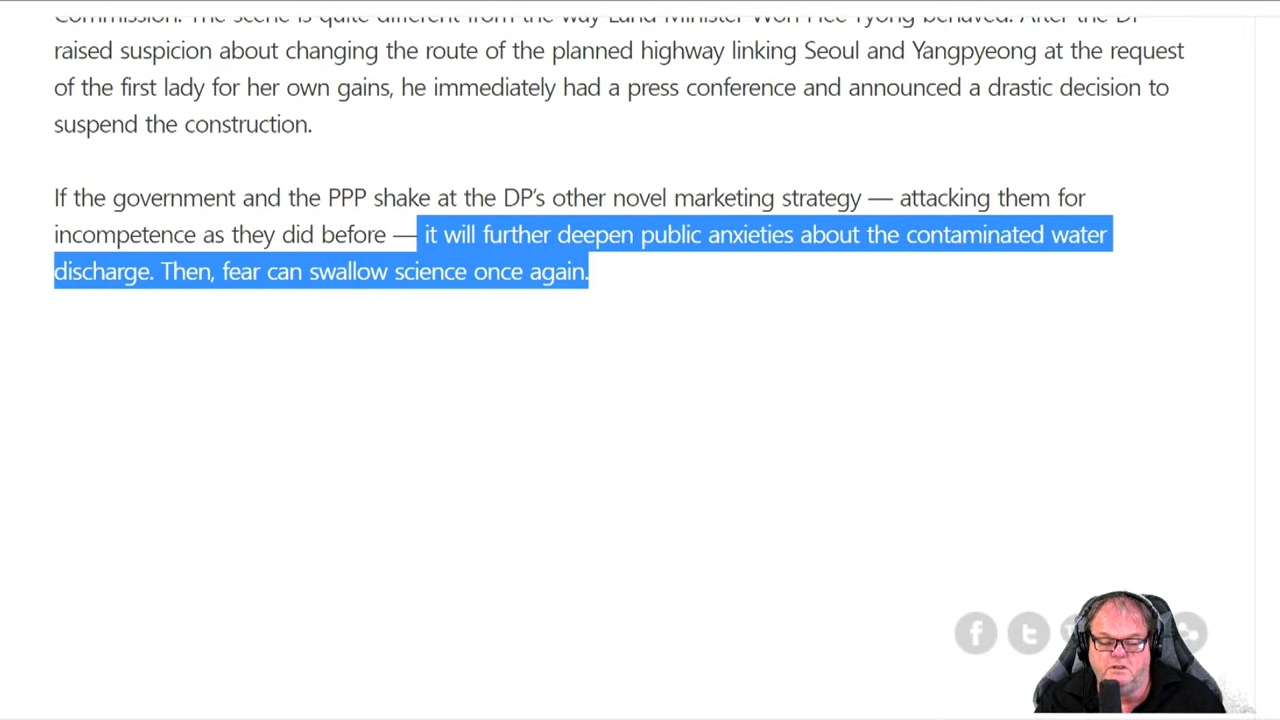 raised suspicion about changing the route of the planned highway linking Seoul and Yangpyeong at the request
of the first lady for her own gains, he immediately had a press conference and announced a drastic decision to
suspend the construction.
If the government and the PPP shake at the DP’s other novel marketing strategy — attacking them for
incompetence as they did before — it will further deepen public anxieties about the contaminated water
discharge. Then, fear can swallow science once again.